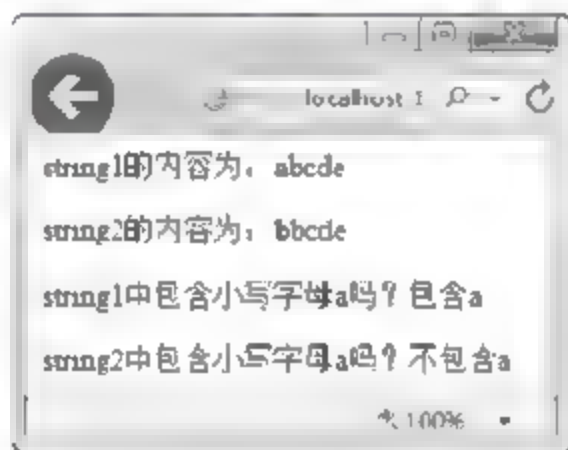 localhost:1
string1的内容为：abcde
string2的内容为：bbcde
string1中包含小写字母a吗？包含a
string2中包含小写字母a吗？不包含a
100%